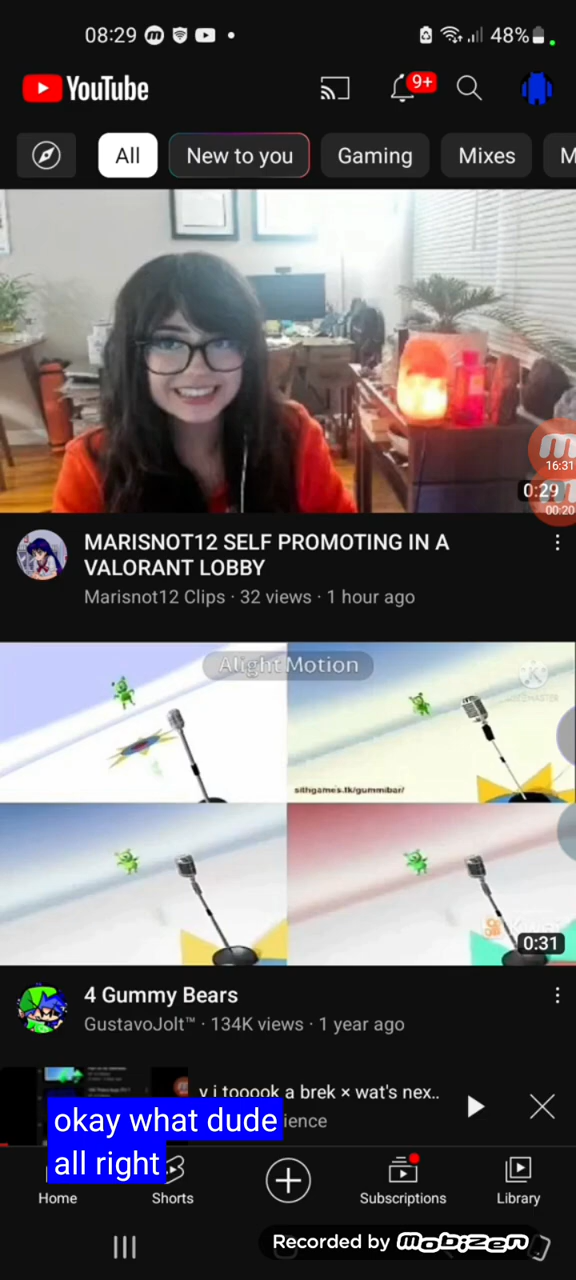 08:29
48%
YouTube
9+
All
New to you
Gaming
Mixes
M
16:31
0:29
00:20
MARISNOT12 SELF PROMOTING IN A
VALORANT LOBBY
Marisnot12 Clips · 32 views · 1 hour ago
Alight Motion
sithgames.tk/gummibar/
0:31
4 Gummy Bears
GustavoJolt™ · 134K views · 1 year ago
y i tooook a brek × wat's nex..
ience
okay what dude
all right
Home
Shorts
Subscriptions
Library
Recorded by mobizen